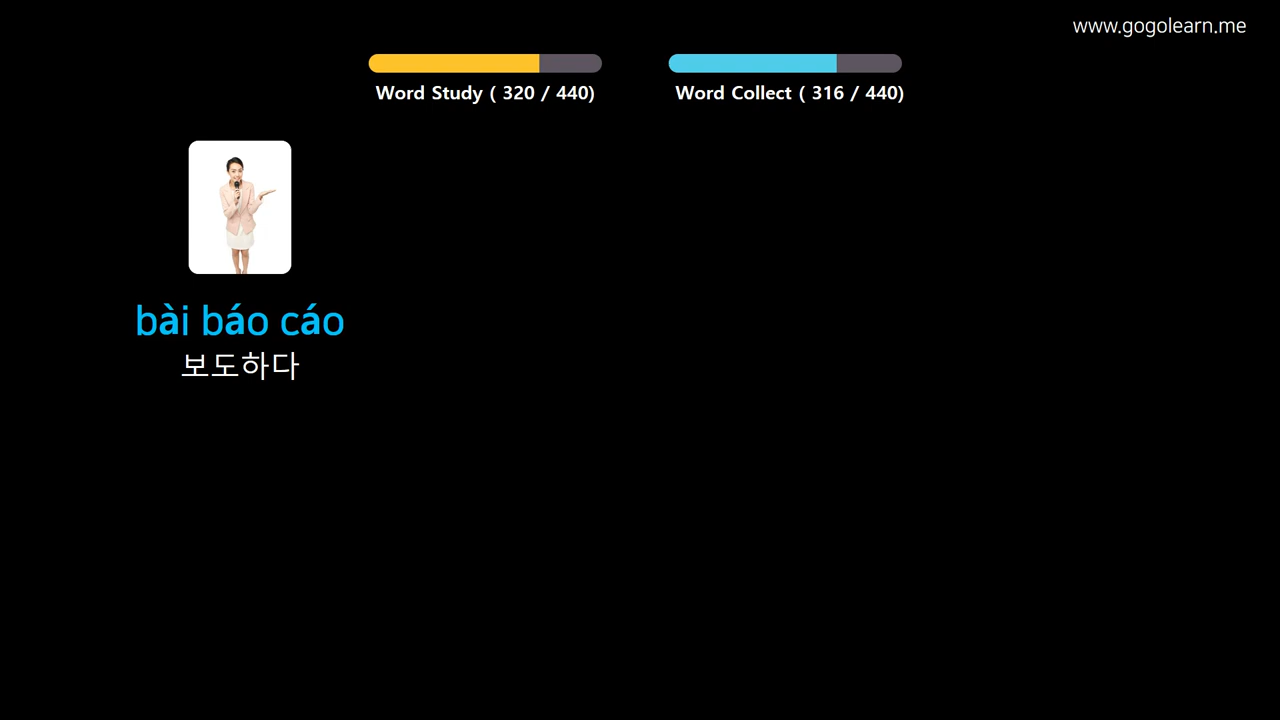 www.gogolearn.me
Word Study ( 320 / 440)
Word Collect ( 316 / 440)
bài báo cáo
보도하다